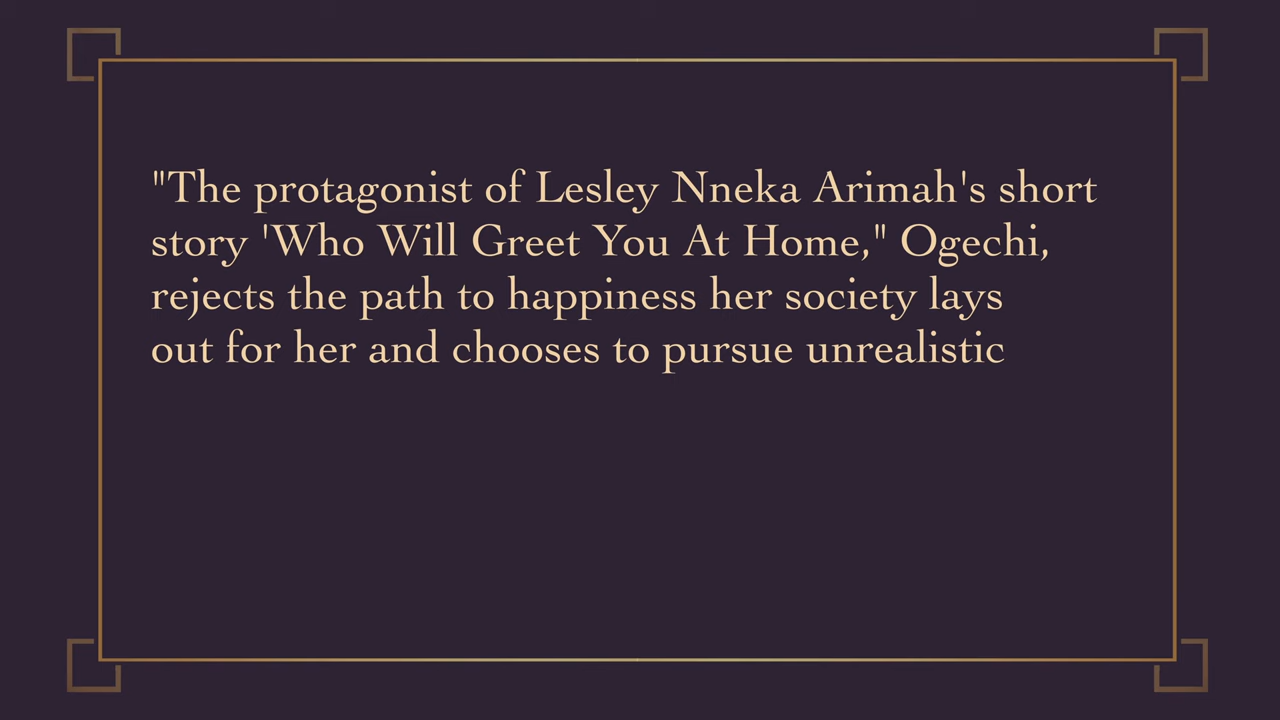 "The protagonist of Lesley Nneka Arimah's short
story 'Who Will Greet You At Home," Ogechi,
rejects the path to happiness her society lays
out for her and chooses to pursue unrealistic